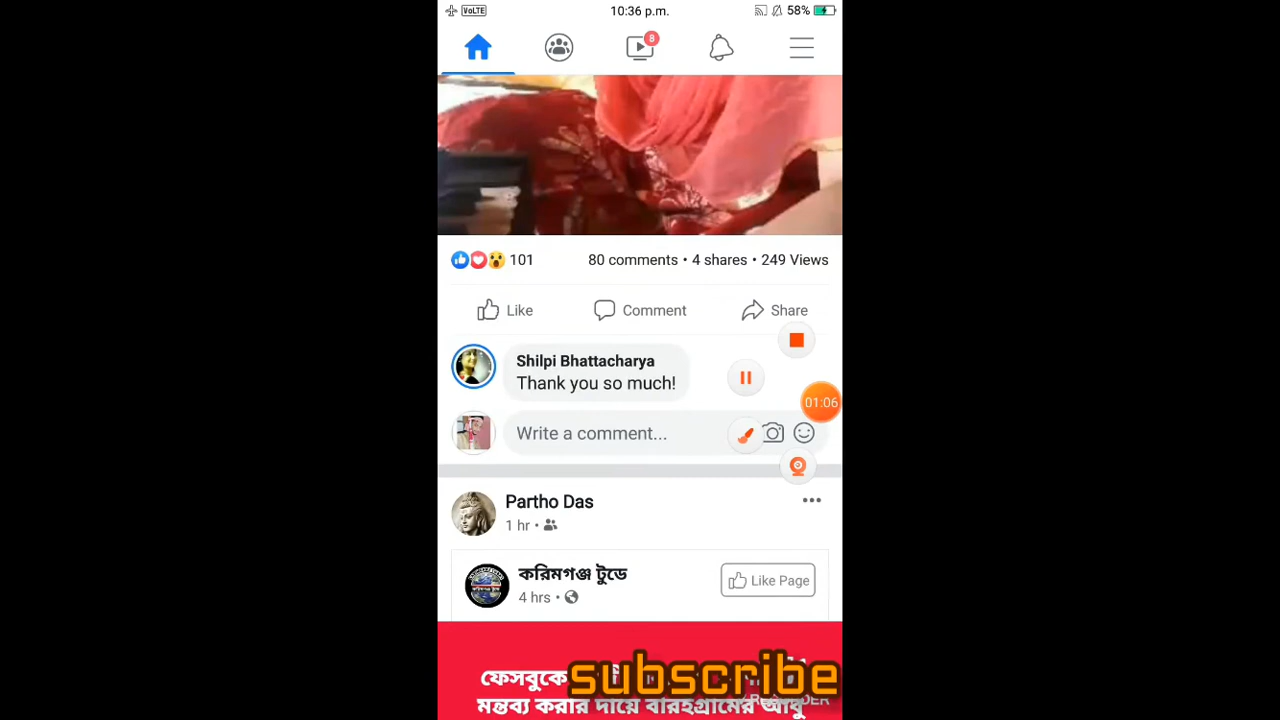 VoLTE
10:36 p.m.
58%
8
101
80 comments • 4 shares • 249 Views
Like
Comment
Share
Shilpi Bhattacharya
Thank you so much!
01:06
Write a comment...
Partho Das
1 hr •
করিমগঞ্জ টুডে
4 hrs •
Like Page
ফেসবুকে
subscribe
মন্তব্য করার দায়ে বারইগ্রামের আবু